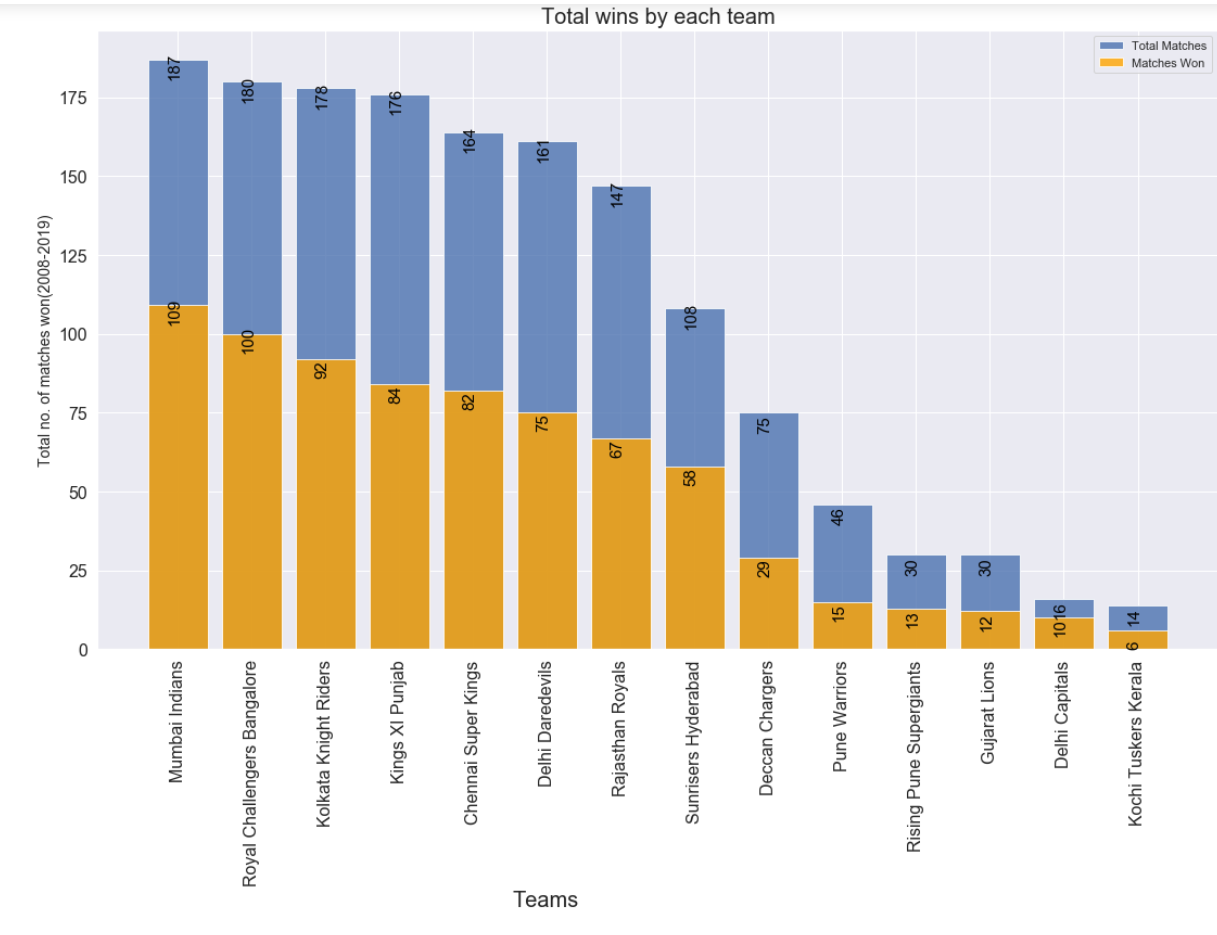 Total wins by each team
Total Matches
Matches Won
Total no. of matches won(2008-2019)
175
150
125
100
75
50
25
0
187
180
178
176
164
161
147
108
75
46
30
30
16
14
109
100
92
84
82
75
67
58
29
15
13
12
10
6
Mumbai Indians
Royal Challengers Bangalore
Kolkata Knight Riders
Kings XI Punjab
Chennai Super Kings
Delhi Daredevils
Rajasthan Royals
Sunrisers Hyderabad
Deccan Chargers
Pune Warriors
Rising Pune Supergiants
Gujarat Lions
Delhi Capitals
Kochi Tuskers Kerala
Teams